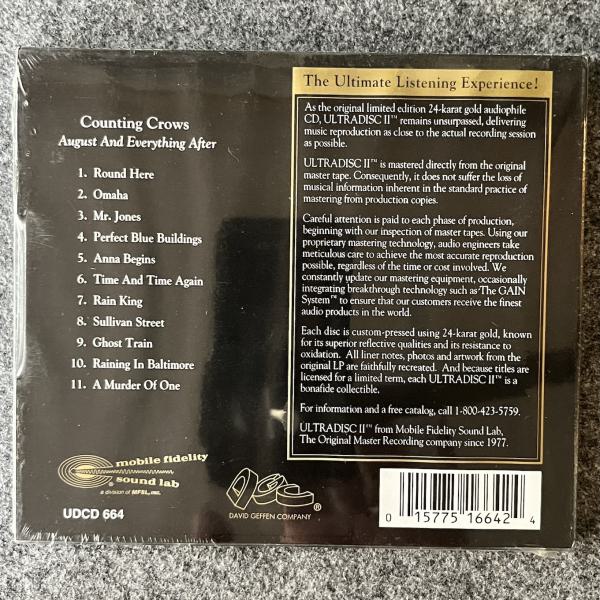 Counting Crows
August And Everything After
1. Round Here
2. Omaha
3. Mr. Jones
4. Perfect Blue Buildings
5. Anna Begins
6. Time And Time Again
7. Rain King
8. Sullivan Street
9. Ghost Train
10. Raining In Baltimore
11. A Murder Of One
mobile fidelity
sound lab
®
a division of MFSL, INC.
UDCD 664
The Ultimate Listening Experience!
As the original limited edition 24-karat gold audiophile
CD, ULTRADISC II™ remains unsurpassed, delivering
music reproduction as close to the actual recording session
as possible.
ULTRADISC II™ is mastered directly from the original
master tape. Consequently, it does not suffer the loss of
musical information inherent in the standard practice of
mastering from production copies.
Careful attention is paid to each phase of production,
beginning with our inspection of master tapes. Using our
proprietary mastering technology, audio engineers take
meticulous care to achieve the most accurate reproduction
possible, regardless of the time or cost involved. We
constantly update our mastering equipment, occasionally
integrating breakthrough technology such as The GAIN
System™ to ensure that our customers receive the finest
audio products in the world.
Each disc is custom-pressed using 24-karat gold, known
for its superior reflective qualities and its resistance to
oxidation. All liner notes, photos and artwork from the
original LP are faithfully recreated. And because titles are
licensed for a limited term, each ULTRADISC II™ is a
bonafide collectible.
For information and a free catalog, call 1-800-423-5759.
ULTRADISC II™ from Mobile Fidelity Sound Lab,
The Original Master Recording company since 1977.
DGC
®
DAVID GEFFEN COMPANY
0 15775 16642 4